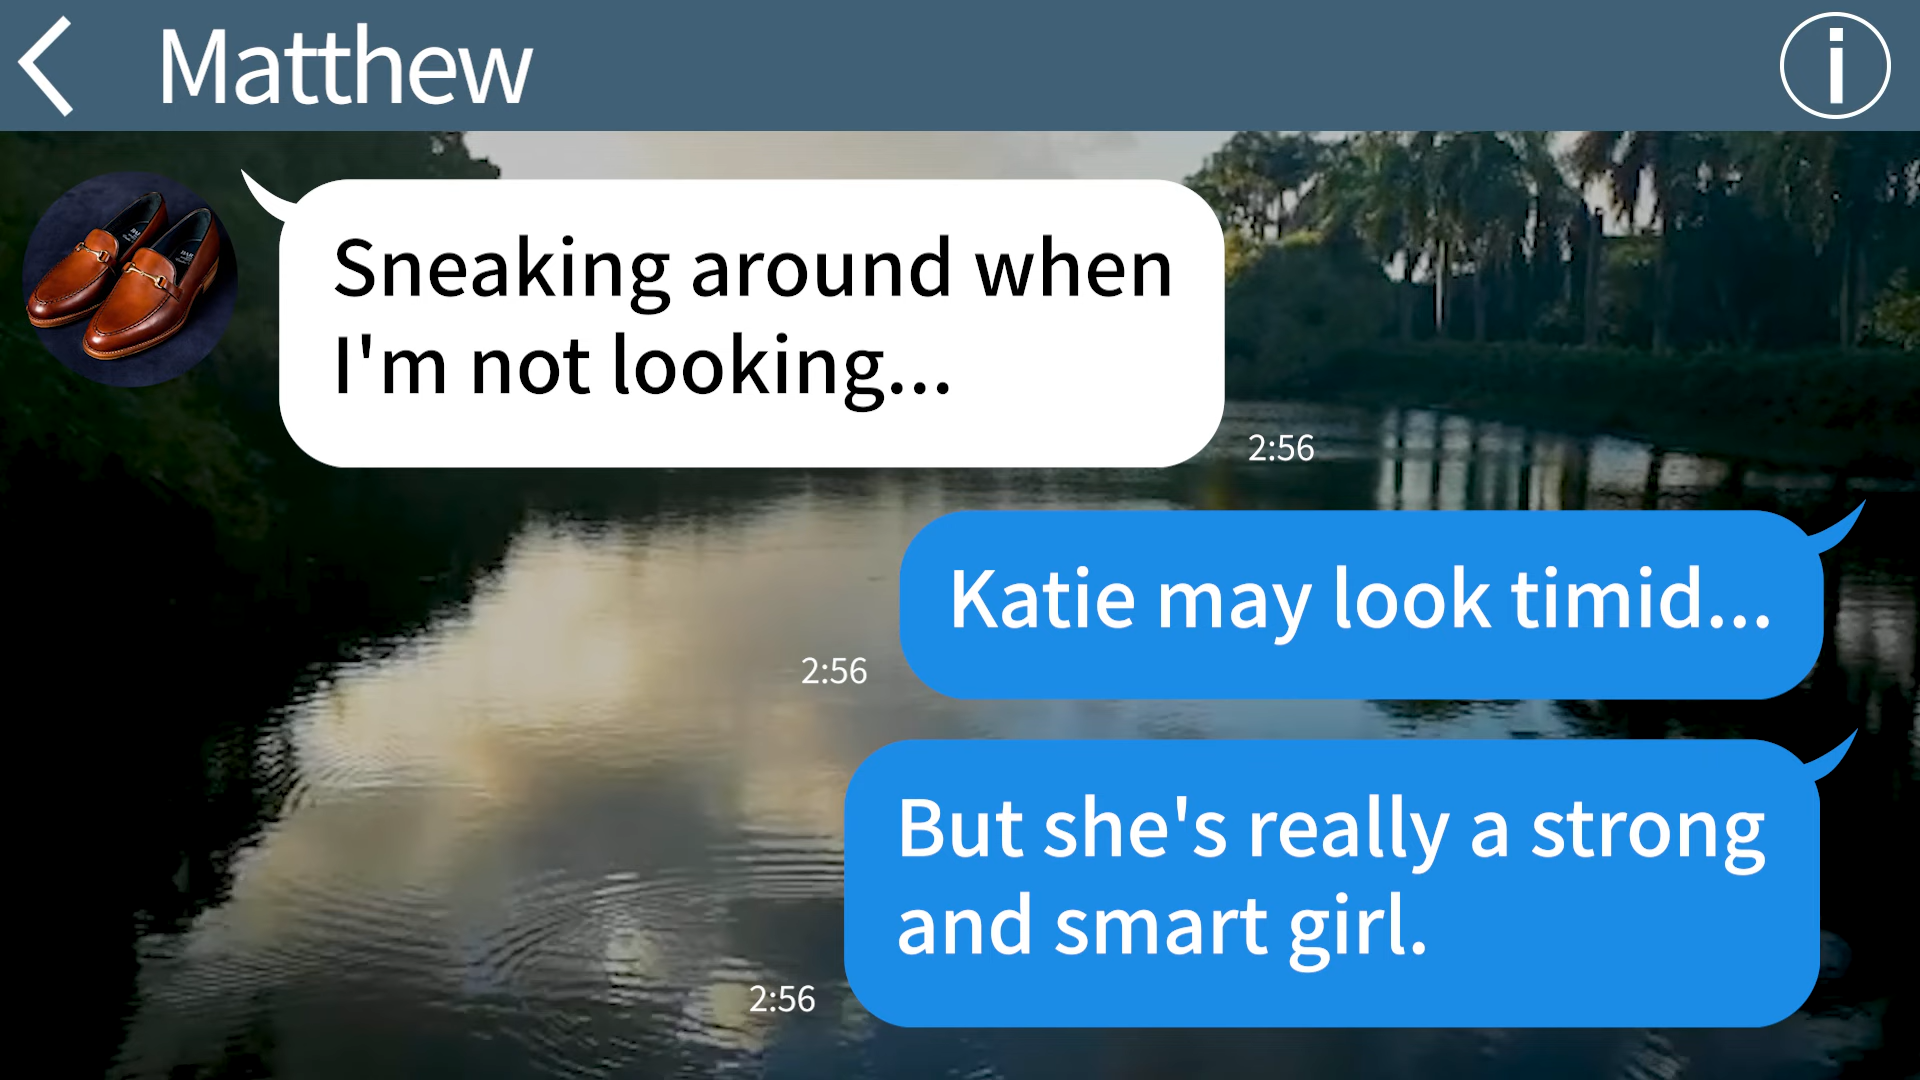 Matthew
Sneaking around when
I'm not looking...
2:56
Katie may look timid...
2:56
But she's really a strong
and smart girl.
2:56